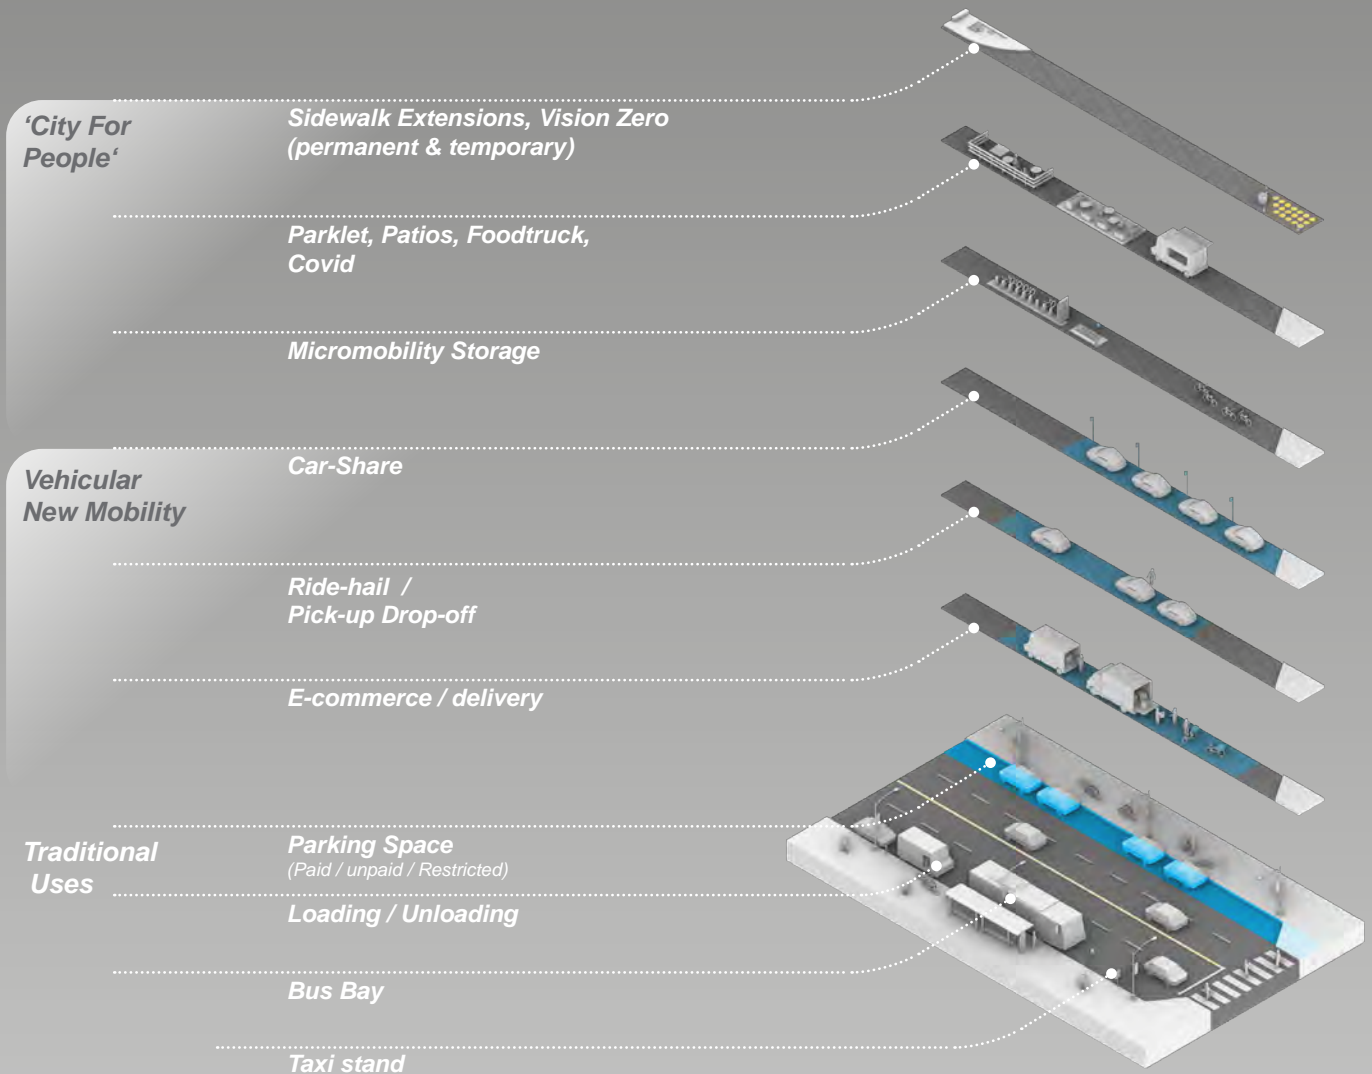 ‘City For
People‘
Sidewalk Extensions, Vision Zero
(permanent & temporary)
Parklet, Patios, Foodtruck,
Covid
Micromobility Storage
Vehicular
New Mobility
Car-Share
Ride-hail /
Pick-up Drop-off
E-commerce / delivery
Traditional
Uses
Parking Space
(Paid / unpaid / Restricted)
Loading / Unloading
Bus Bay
Taxi stand